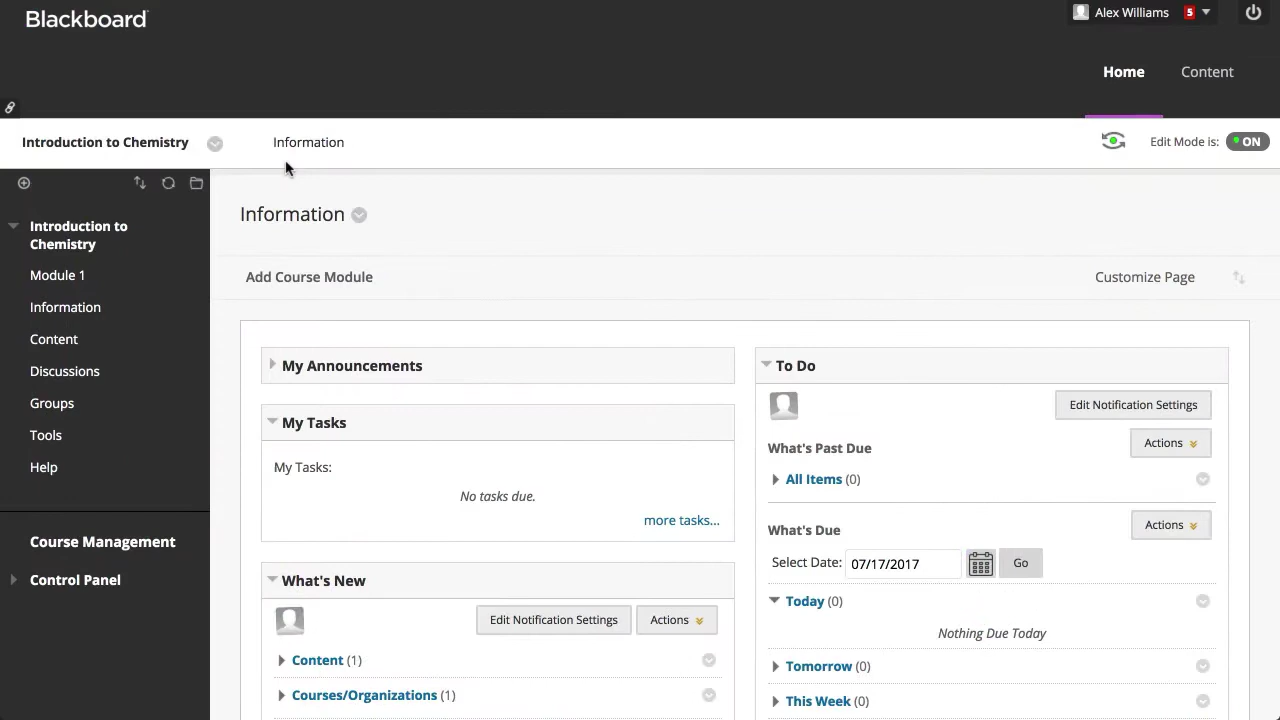 Blackboard
Alex Williams 5
Home Content
Introduction to Chemistry Information
Edit Mode is: ON
Introduction to
Chemistry
Module 1
Information
Content
Discussions
Groups
Tools
Help
Course Management
Control Panel
Information
Add Course Module Customize Page
My Announcements
My Tasks
My Tasks:
No tasks due.
more tasks...
What's New
Edit Notification Settings Actions
Content (1)
Courses/Organizations (1)
To Do
Edit Notification Settings
What's Past Due Actions
All Items (0)
What's Due Actions
Select Date: 07/17/2017 Go
Today (0)
Nothing Due Today
Tomorrow (0)
This Week (0)